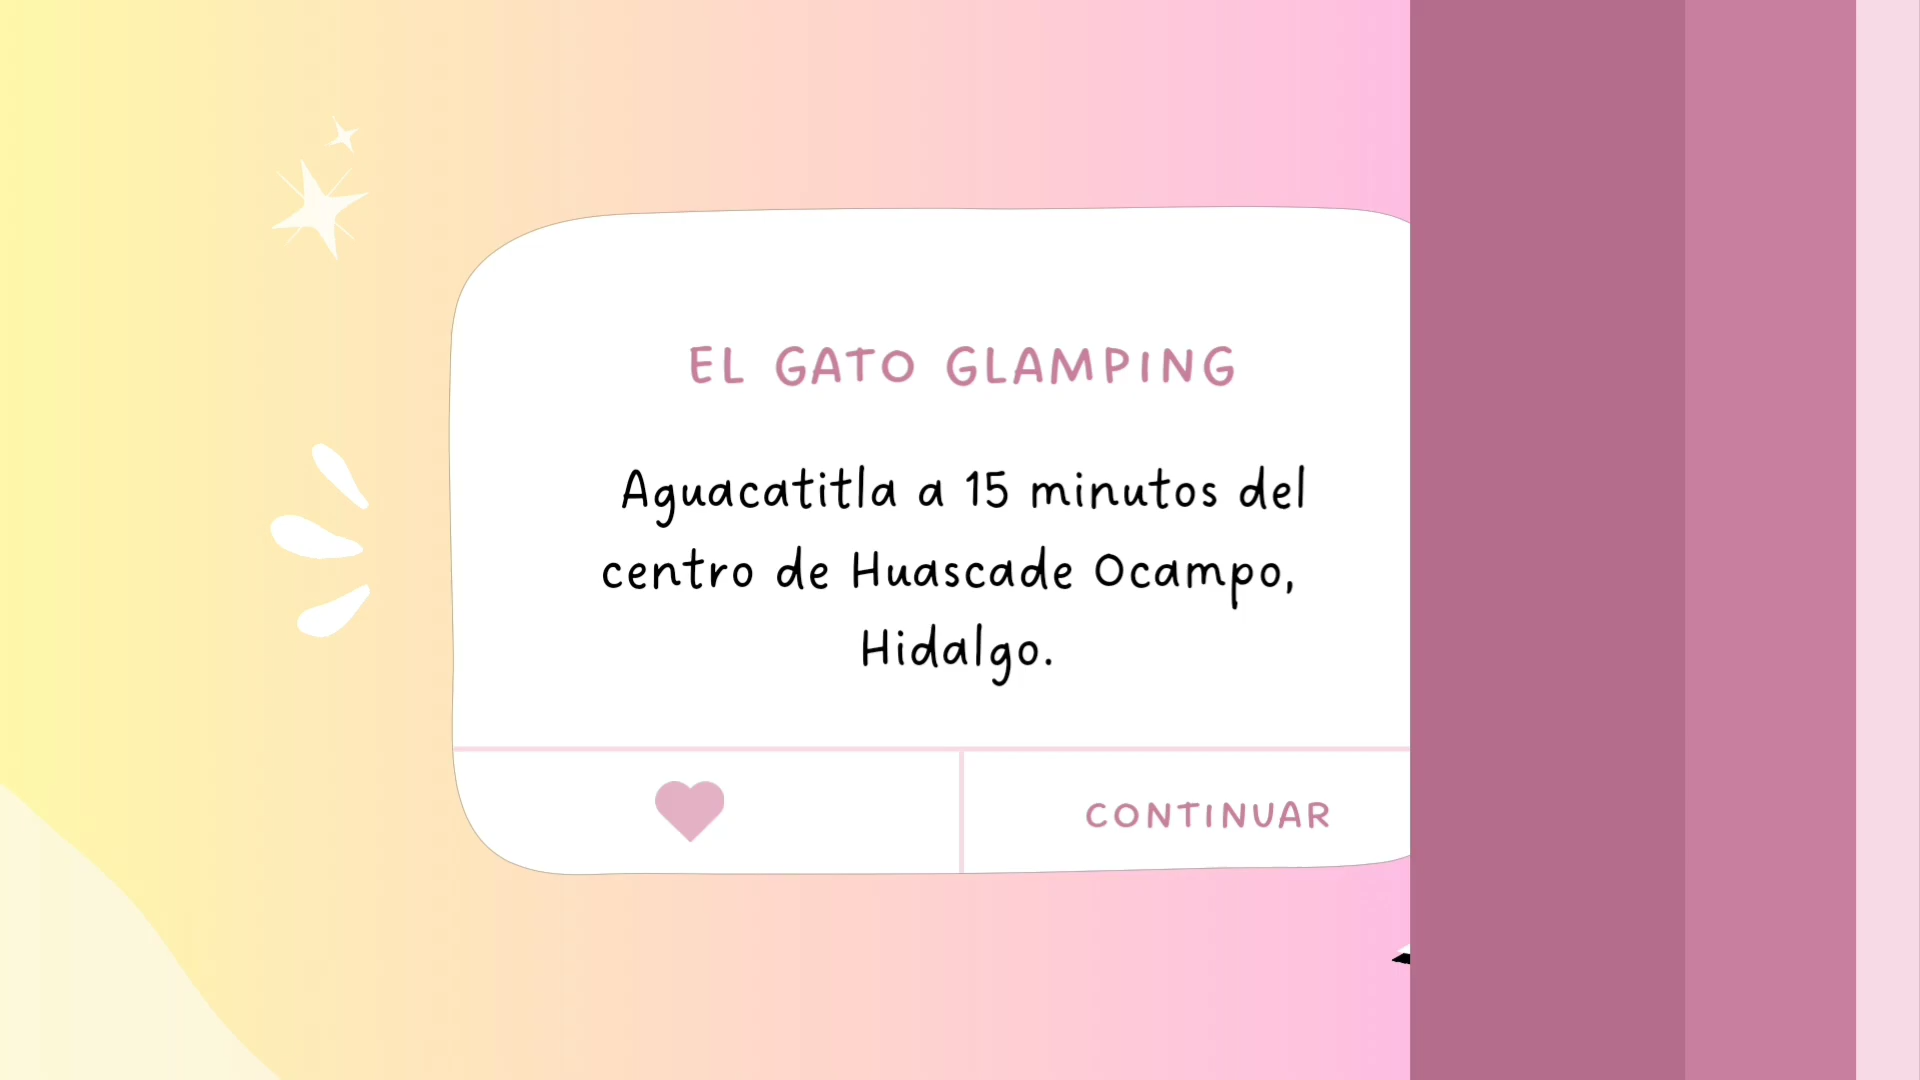 EL GATO GLAMPING
Aguacatitla a 15 minutos del
centro de Huascade Ocampo,
Hidalgo.
CONTINUAR